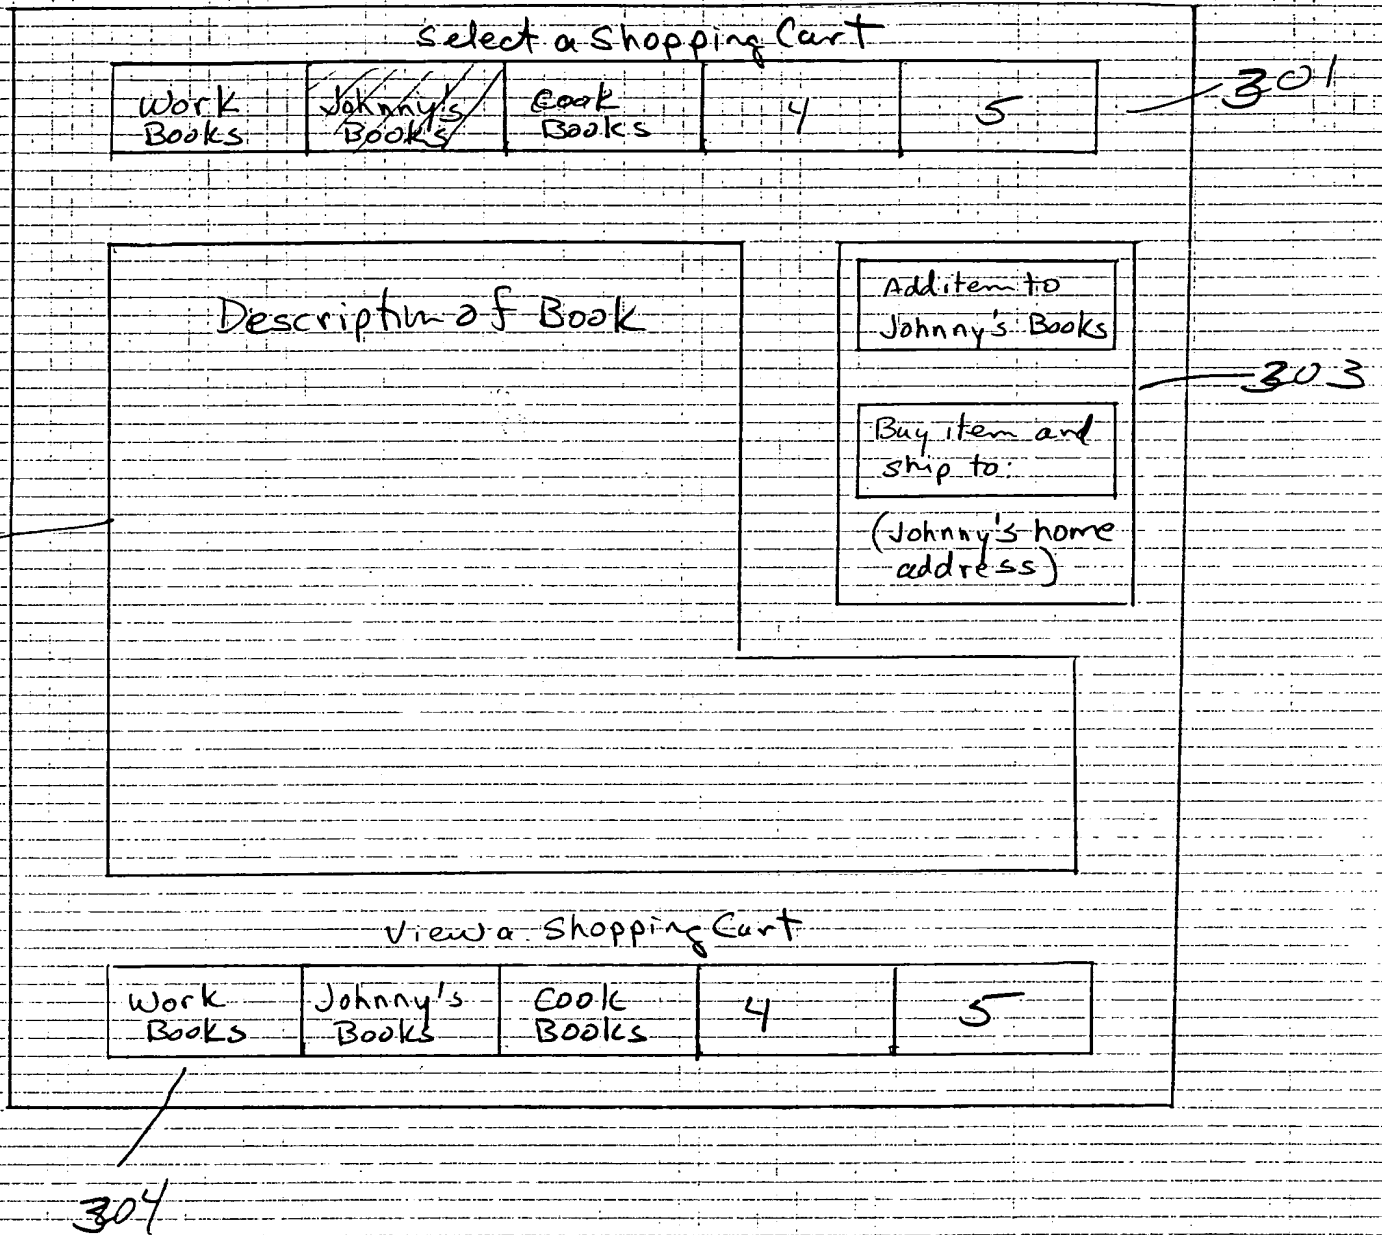 Select a Shopping Cart
Work
Books
Johnny's
Books
Cook
Books
4
5
301
Description of Book
Add item to
Johnny's Books
303
Buy item and
ship to:
(Johnny's home
address)
View a Shopping Cart
Work
Books
Johnny's
Books
Cook
Books
4
5
304